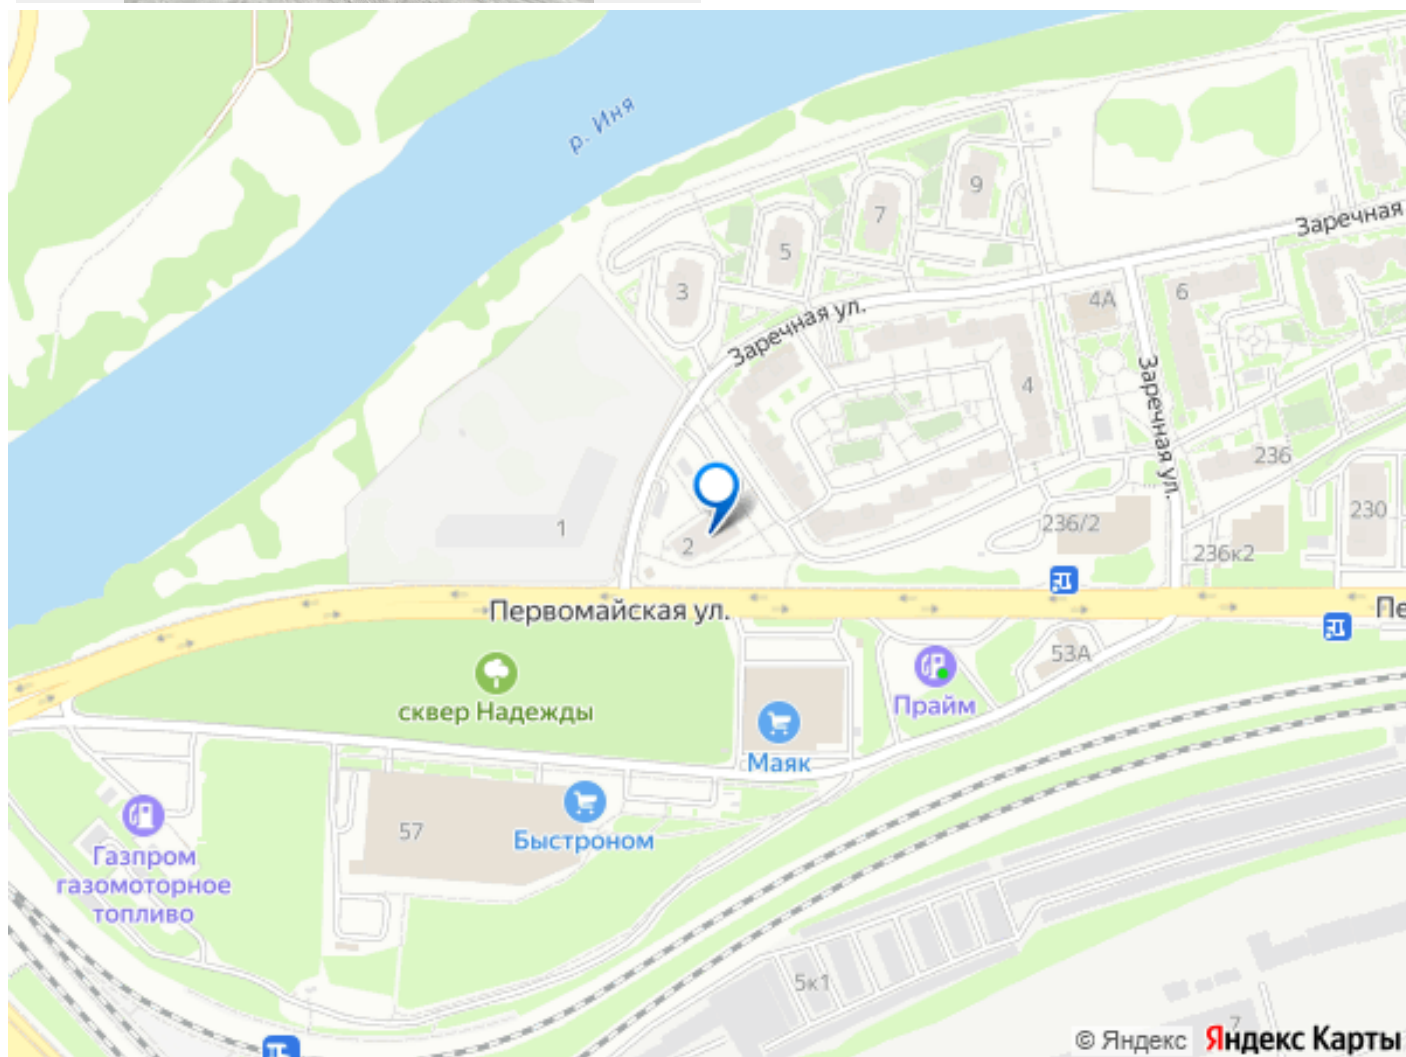 р. Иня
9
7
5
3
Заречная
4А
6
Заречная ул.
Заречная ул.
4
236
236/2
230
1
2
236к2
Первомайская ул.
Пе
53А
сквер Надежды
Прайм
Маяк
57
Быстроном
Газпром
газомоторное
топливо
5к1
7
© Яндекс Яндекс Карты